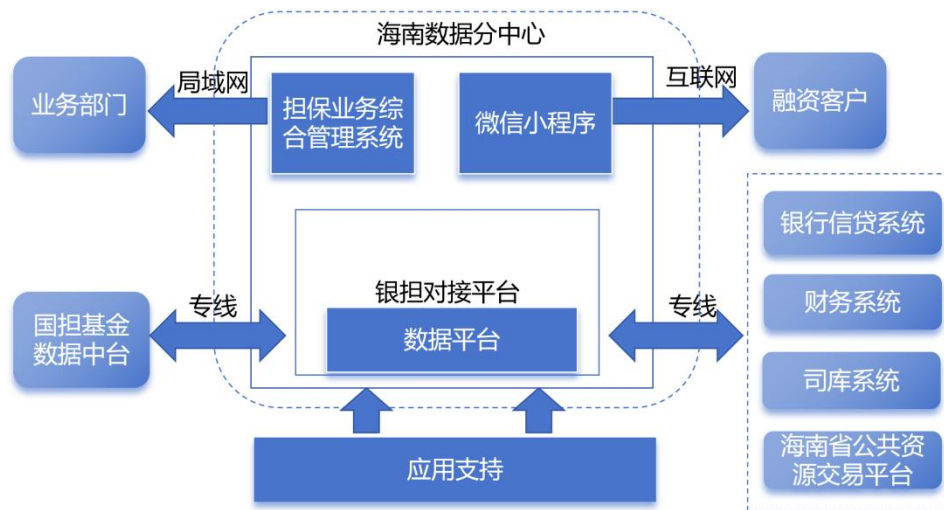 海南数据分中心
业务部门
局域网
担保业务综
合管理系统
微信小程序
互联网
融资客户
银行信贷系统
银担对接平台
国担基金
数据中台
专线
数据平台
专线
财务系统
司库系统
应用支持
海南省公共资
源交易平台